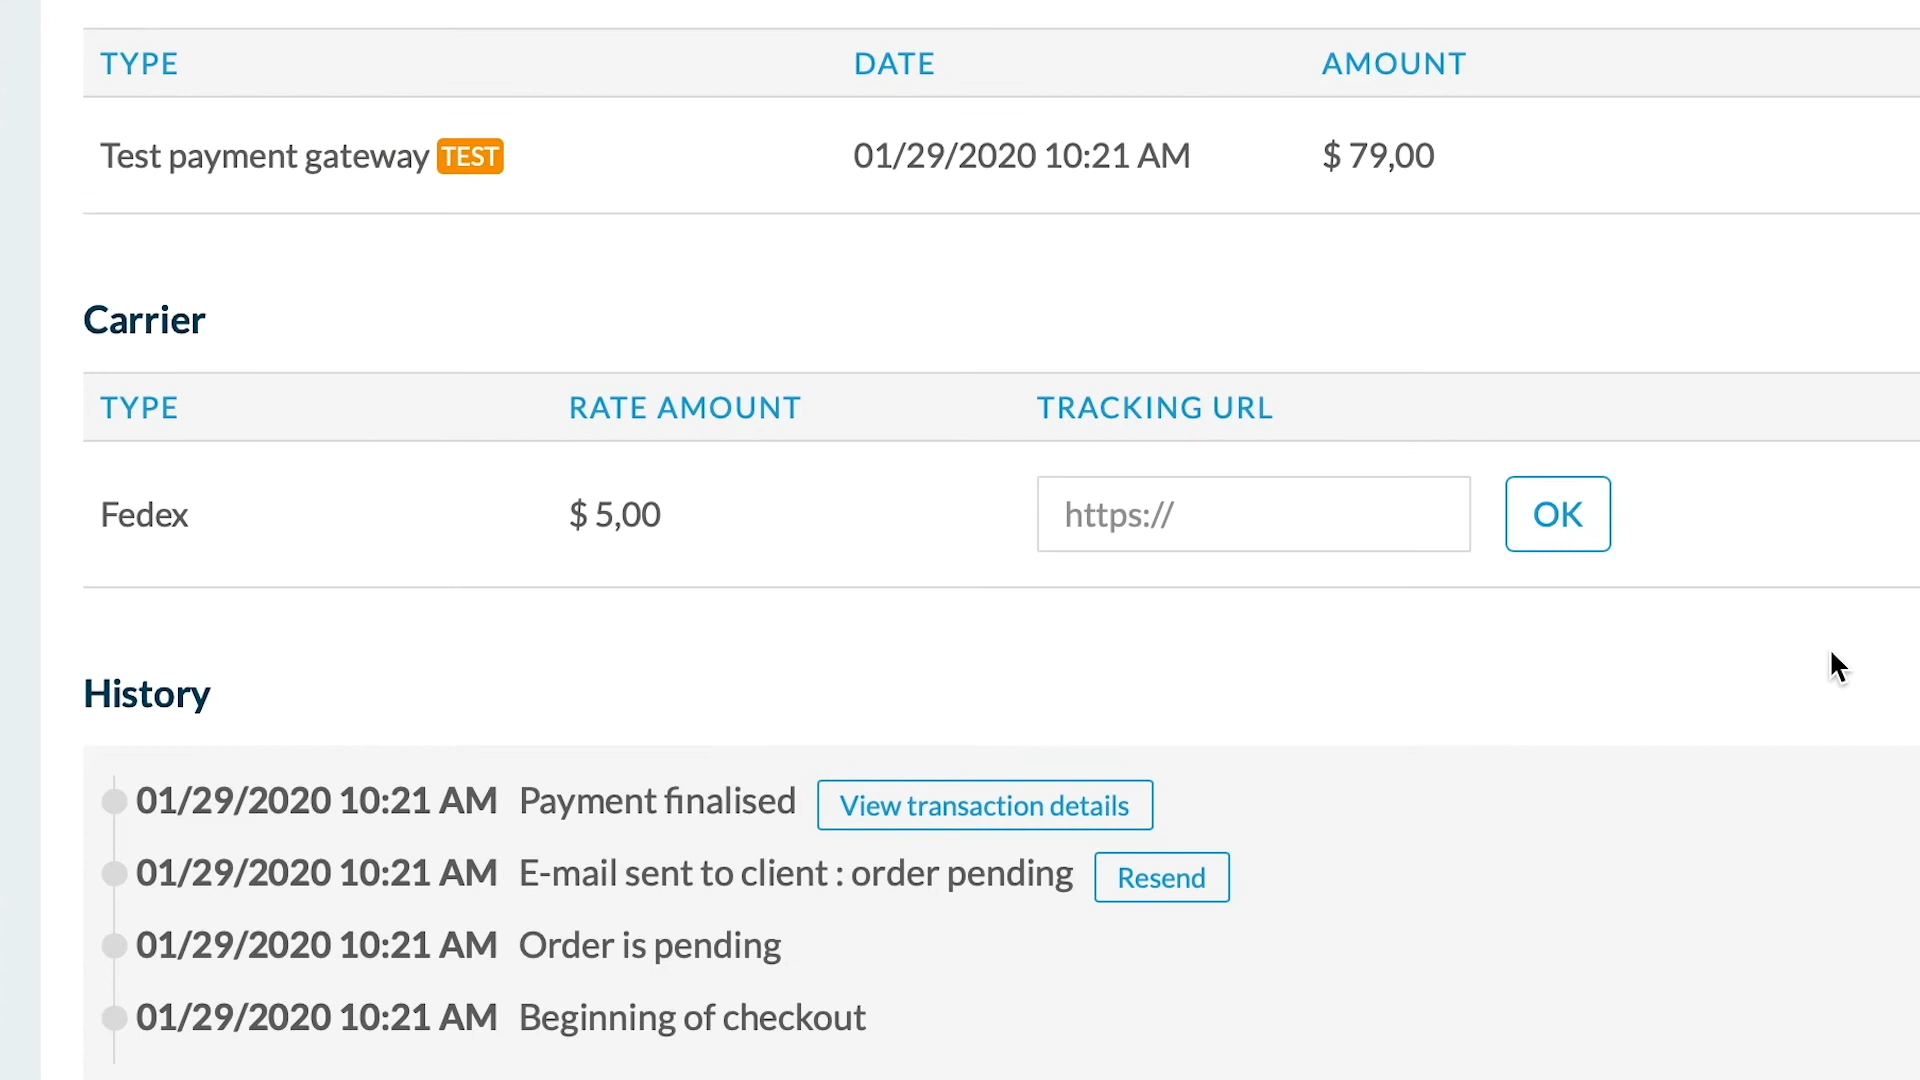 TYPE DATE AMOUNT
Test payment gateway TEST 01/29/2020 10:21 AM $ 79,00
Carrier
TYPE RATE AMOUNT TRACKING URL
Fedex $ 5,00 https:// OK
History
01/29/2020 10:21 AM Payment finalised View transaction details
01/29/2020 10:21 AM E-mail sent to client : order pending Resend
01/29/2020 10:21 AM Order is pending
01/29/2020 10:21 AM Beginning of checkout